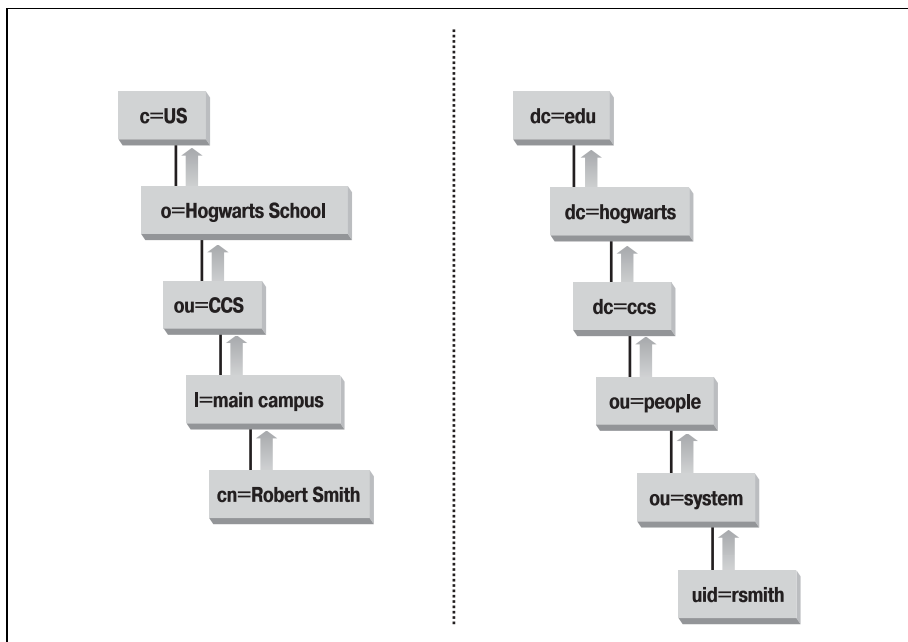 c=US
o=Hogwarts School
ou=CCS
l=main campus
cn=Robert Smith
dc=edu
dc=hogwarts
dc=ccs
ou=people
ou=system
uid=rsmith